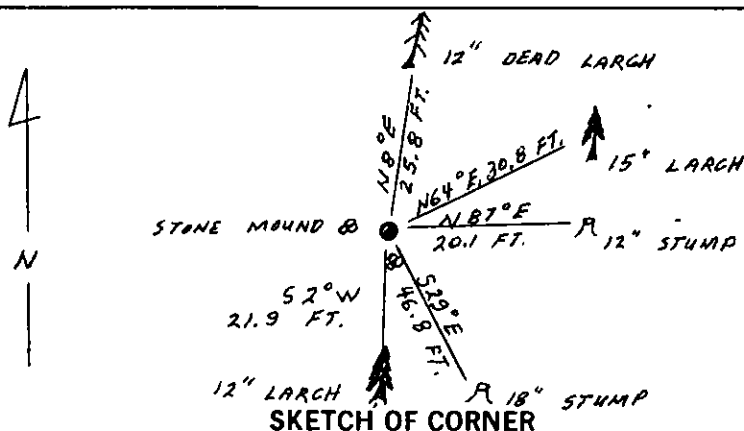 12" DEAD LARCH
N8°E
25.8 FT.
N64°E, 30.8 FT.
15" LARCH
STONE MOUND
N87°E
20.1 FT.
12" STUMP
N
S2°W
21.9 FT.
S29°E
46.8 FT.
12" LARCH
18" STUMP
SKETCH OF CORNER